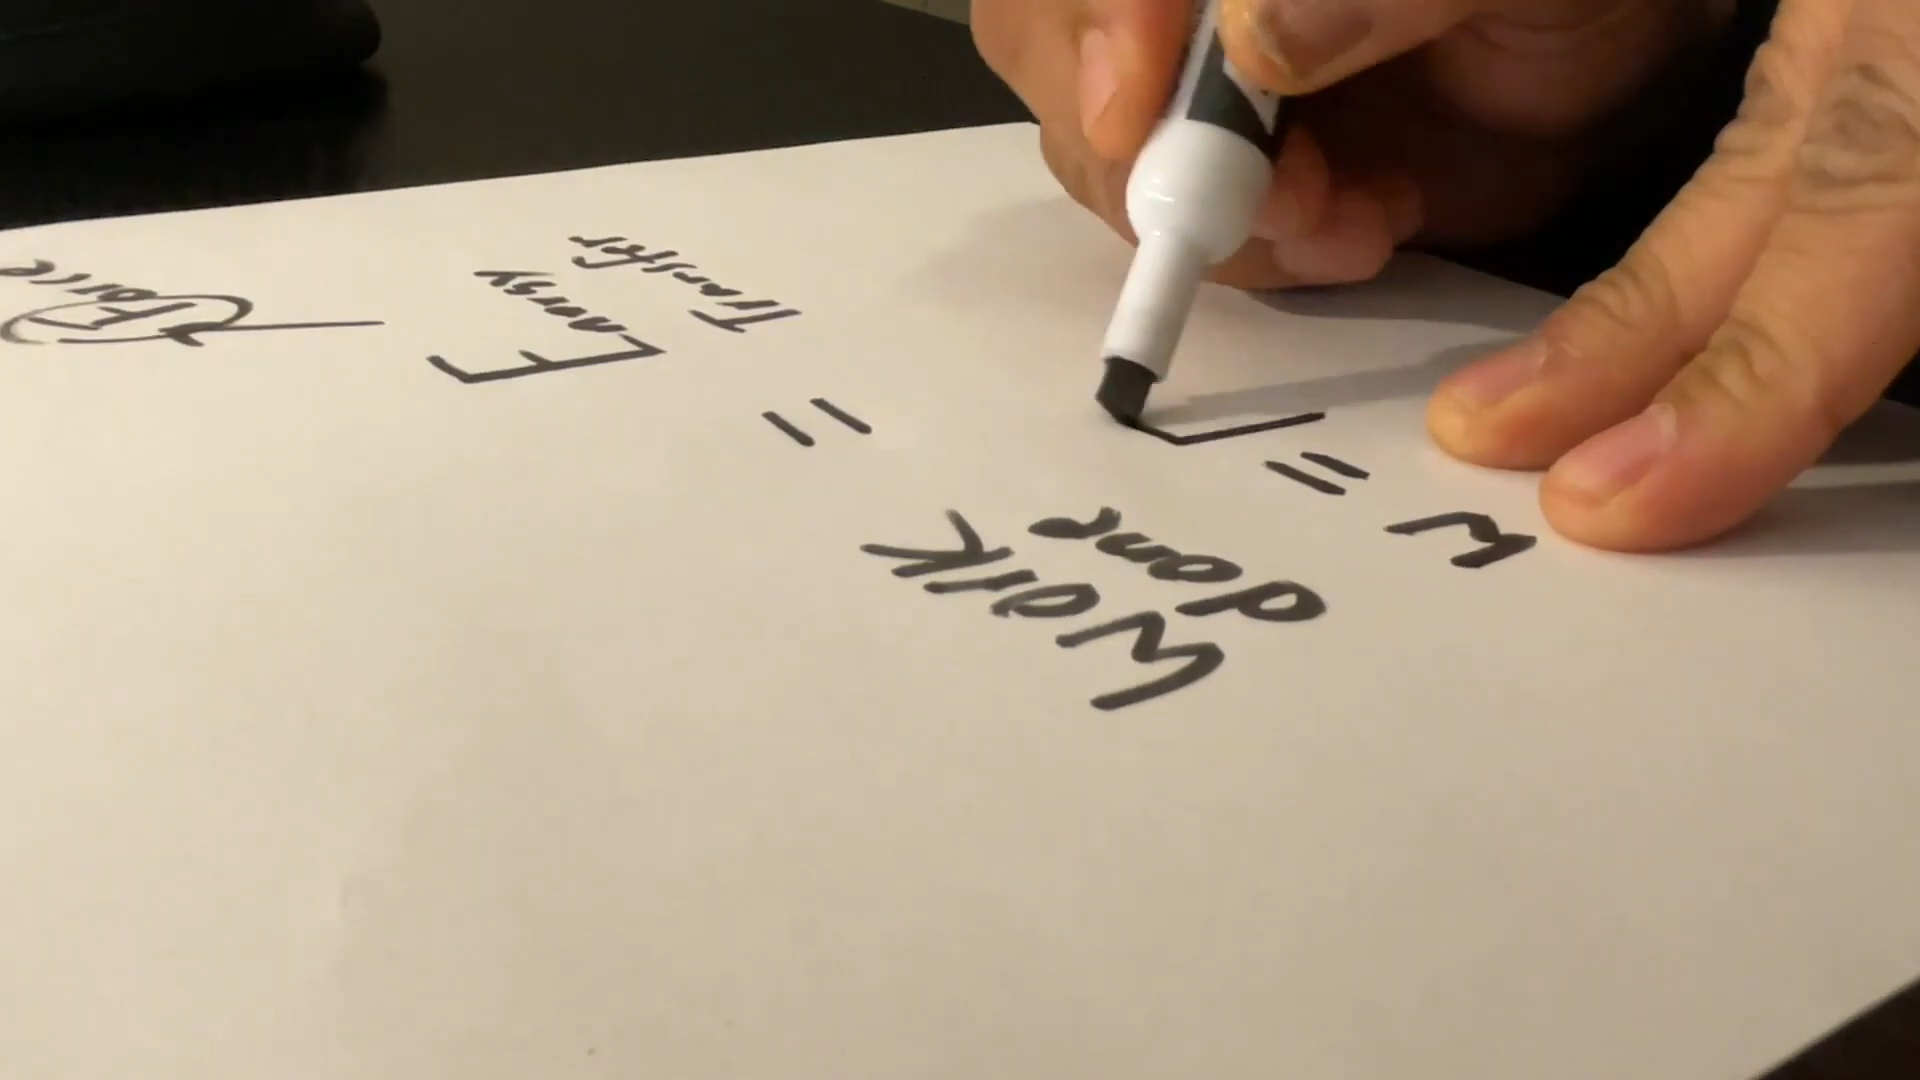 Work
done
= Energy
Transfer
Force
W =